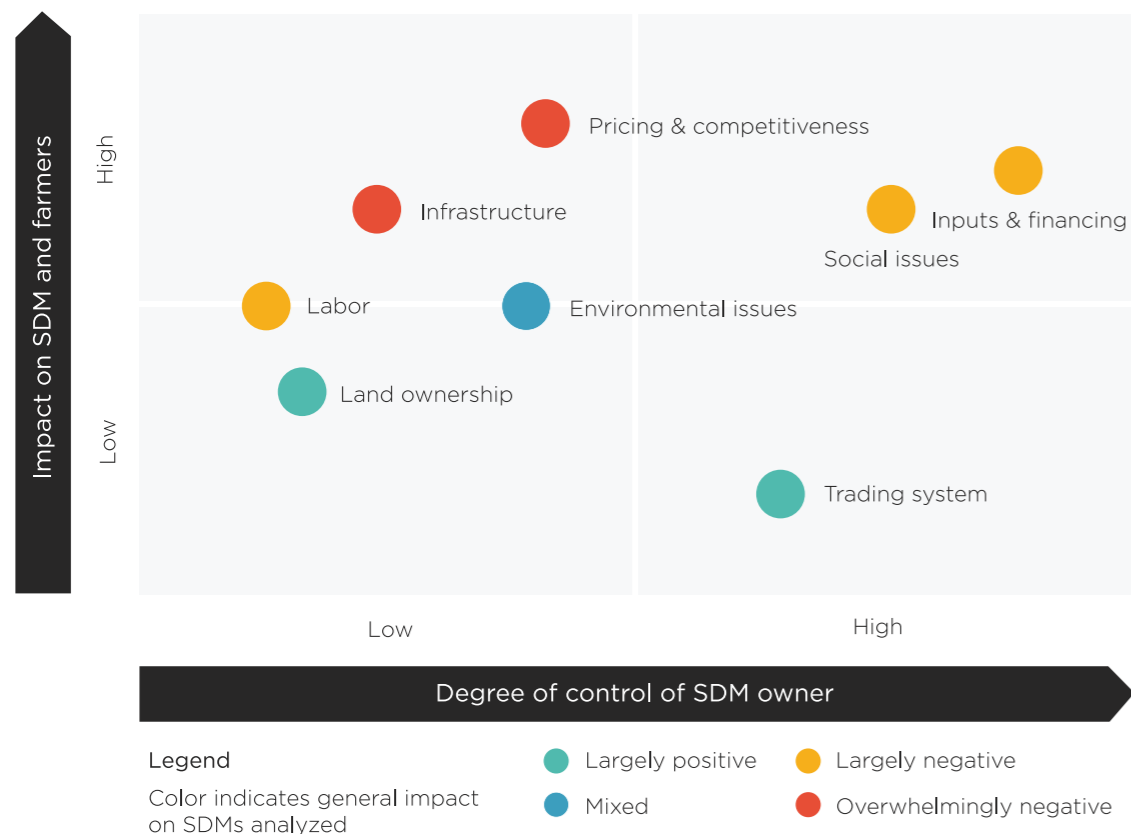 Impact on SDM and farmers
High
Low
Pricing & competitiveness
Infrastructure
Inputs & financing
Social issues
Labor
Environmental issues
Land ownership
Trading system
Low
High
Degree of control of SDM owner
Legend
Color indicates general impact
on SDMs analyzed
Largely positive
Largely negative
Mixed
Overwhelmingly negative